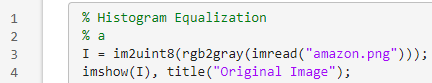 1 % Histogram Equalization
2 % a
3 I = im2uint8(rgb2gray(imread("amazon.png")));
4 imshow(I), title("Original Image");